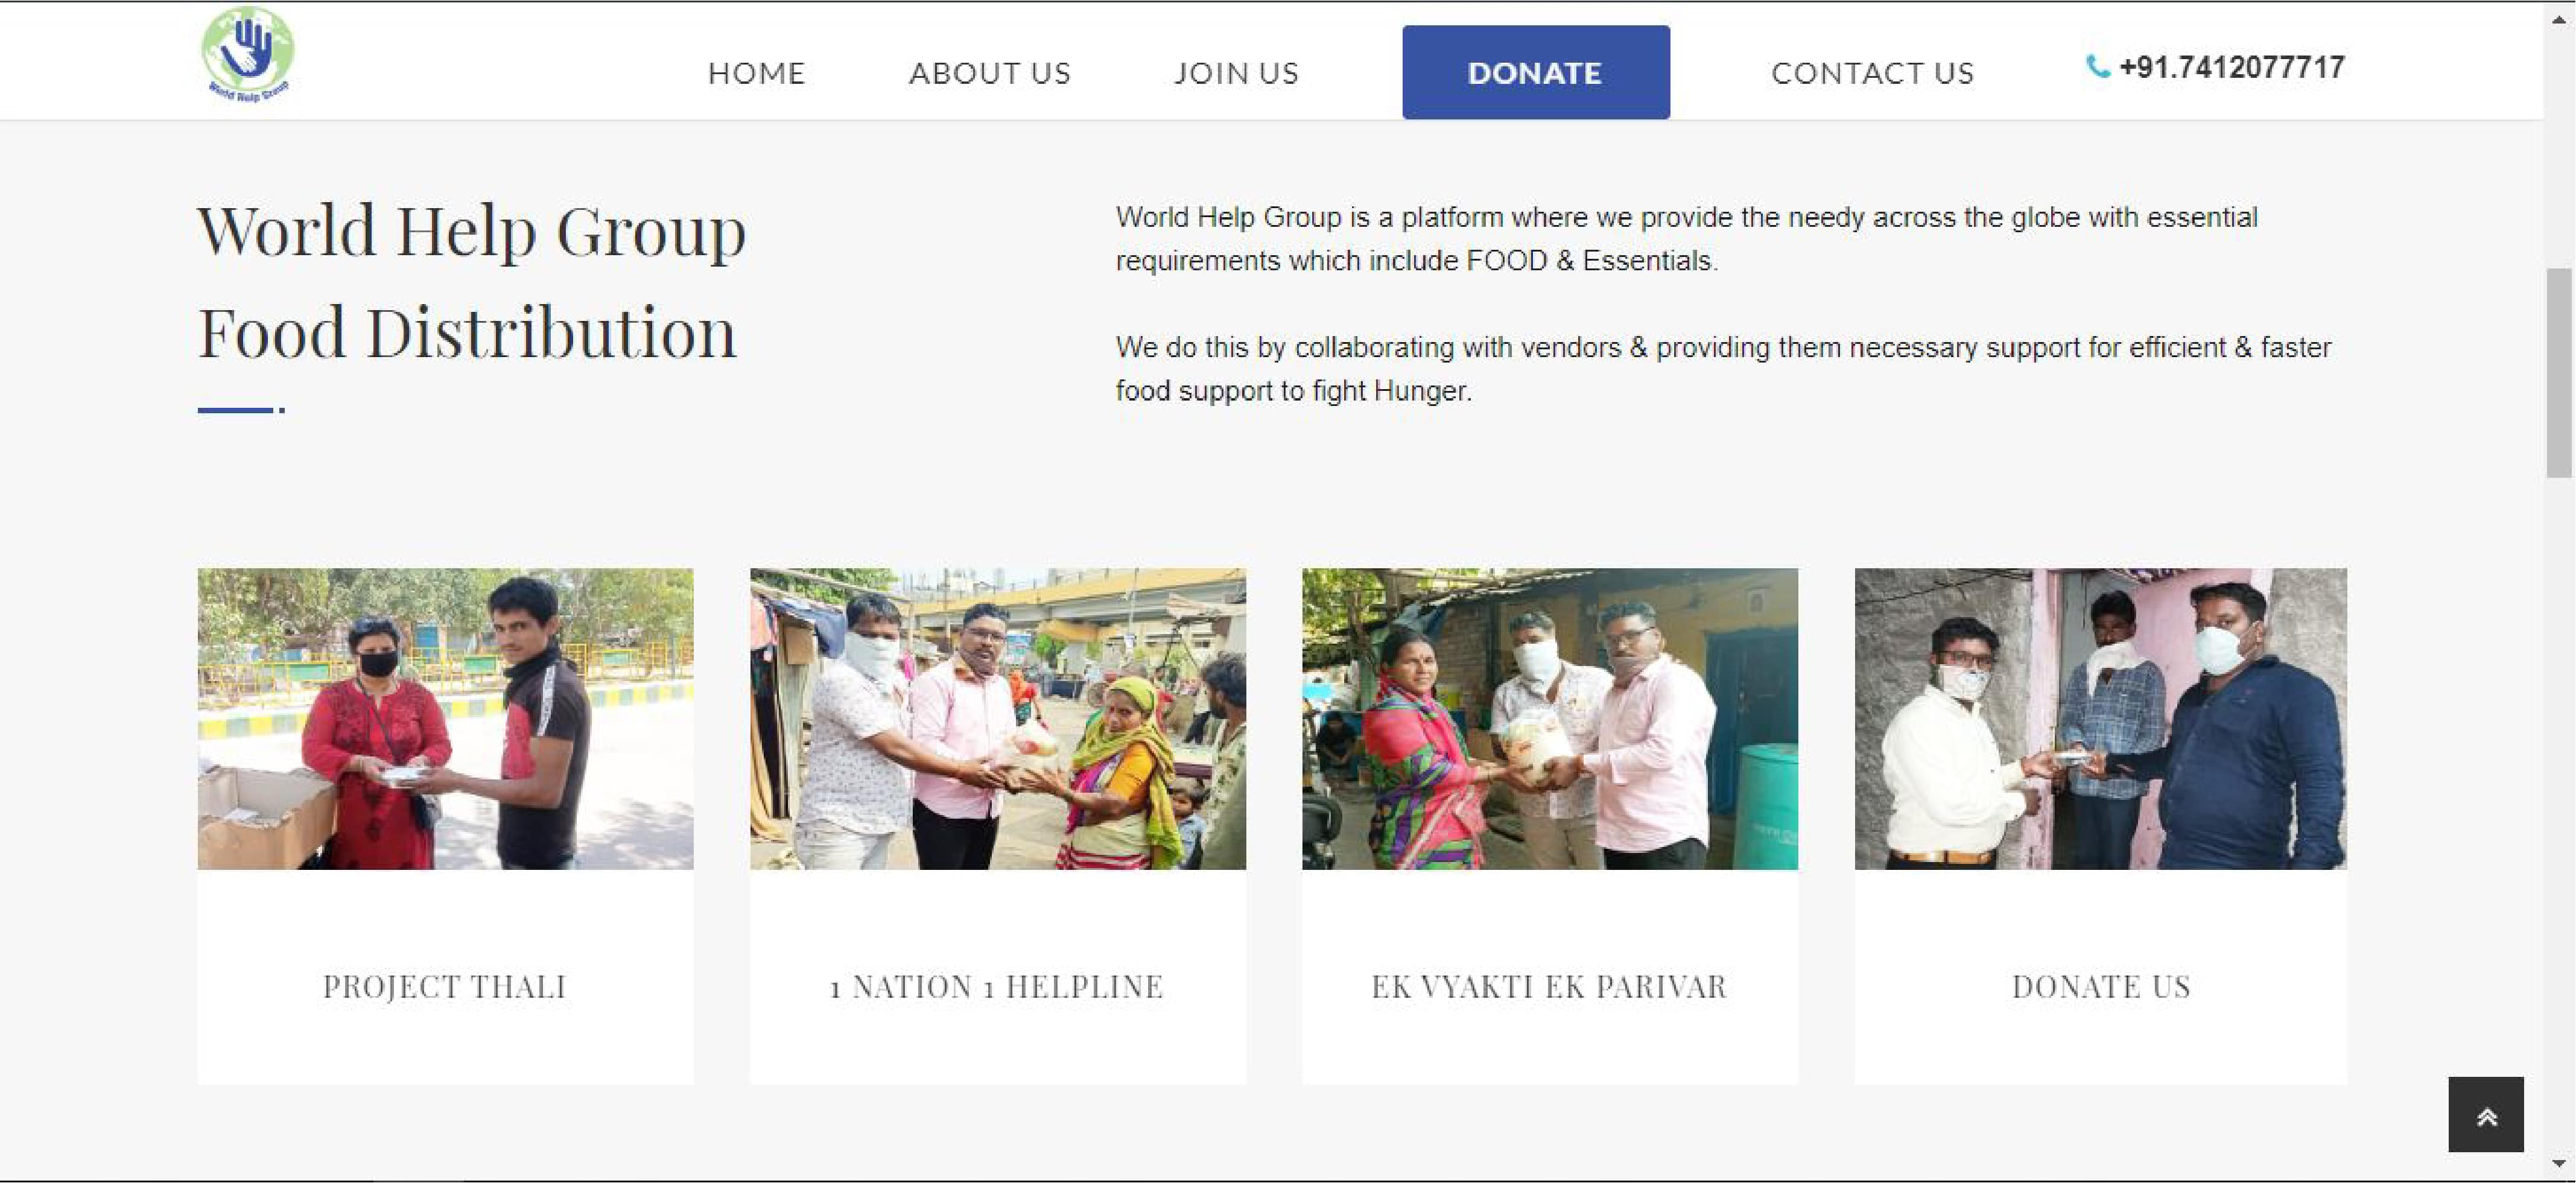 World Help Group
HOME
ABOUT US
JOIN US
DONATE
CONTACT US
+91.7412077717
World Help Group
Food Distribution
World Help Group is a platform where we provide the needy across the globe with essential
requirements which include FOOD & Essentials.
We do this by collaborating with vendors & providing them necessary support for efficient & faster
food support to fight Hunger.
PROJECT THALI
1 NATION 1 HELPLINE
EK VYAKTI EK PARIVAR
DONATE US